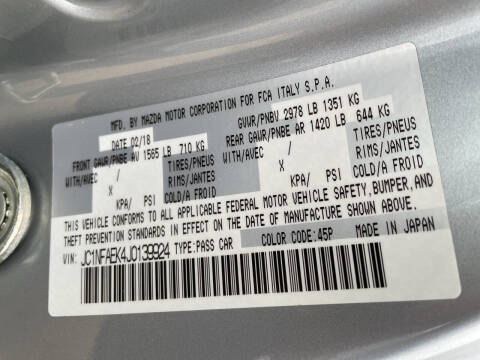 MFD. BY MAZDA MOTOR CORPORATION FOR FCA ITALY S.P.A.
DATE 02/18 GVWR/PNBV 2978 LB 1351 KG
FRONT GAWR/PNBE AV 1565 LB 710 KG REAR GAWR/PNBE AR 1420 LB 644 KG
WITH/AVEC TIRES/PNEUS WITH/AVEC TIRES/PNEUS
/ RIMS/JANTES / RIMS/JANTES
X X
KPA/ PSI COLD/A FROID KPA/ PSI COLD/A FROID
THIS VEHICLE CONFORMS TO ALL APPLICABLE FEDERAL MOTOR VEHICLE SAFETY, BUMPER, AND
THEFT PREVENTION STANDARDS IN EFFECT ON THE DATE OF MANUFACTURE SHOWN ABOVE.
VIN: JC1NFAEK4J0139924 TYPE:PASS CAR COLOR CODE:45P MADE IN JAPAN